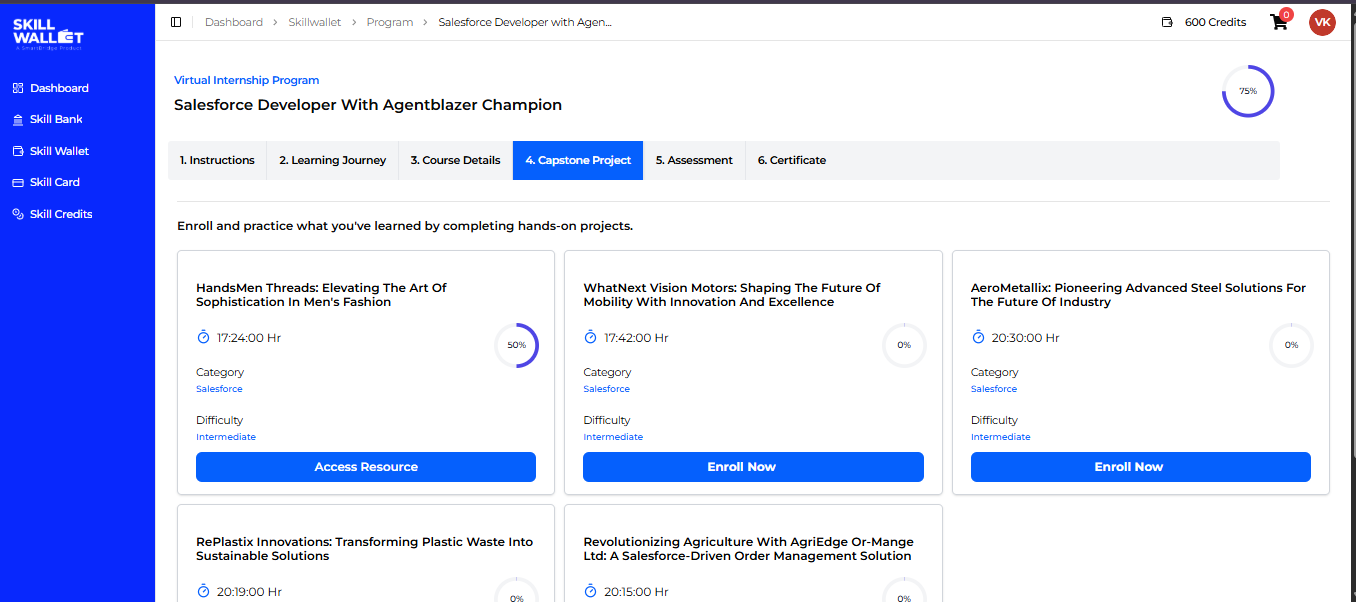 SKILL
WALLET
A SmartBridge Product
Dashboard
Skill Bank
Skill Wallet
Skill Card
Skill Credits
Dashboard > Skillwallet > Program > Salesforce Developer with Agen...
600 Credits
0
VK
Virtual Internship Program
Salesforce Developer With Agentblazer Champion
75%
1. Instructions
2. Learning Journey
3. Course Details
4. Capstone Project
5. Assessment
6. Certificate
Enroll and practice what you've learned by completing hands-on projects.
HandsMen Threads: Elevating The Art Of
Sophistication In Men's Fashion
17:24:00 Hr
50%
Category
Salesforce
Difficulty
Intermediate
Access Resource
WhatNext Vision Motors: Shaping The Future Of
Mobility With Innovation And Excellence
17:42:00 Hr
0%
Category
Salesforce
Difficulty
Intermediate
Enroll Now
AeroMetallix: Pioneering Advanced Steel Solutions For
The Future Of Industry
20:30:00 Hr
0%
Category
Salesforce
Difficulty
Intermediate
Enroll Now
RePlastix Innovations: Transforming Plastic Waste Into
Sustainable Solutions
20:19:00 Hr
0%
Revolutionizing Agriculture With AgriEdge Or-Mange
Ltd: A Salesforce-Driven Order Management Solution
20:15:00 Hr
0%